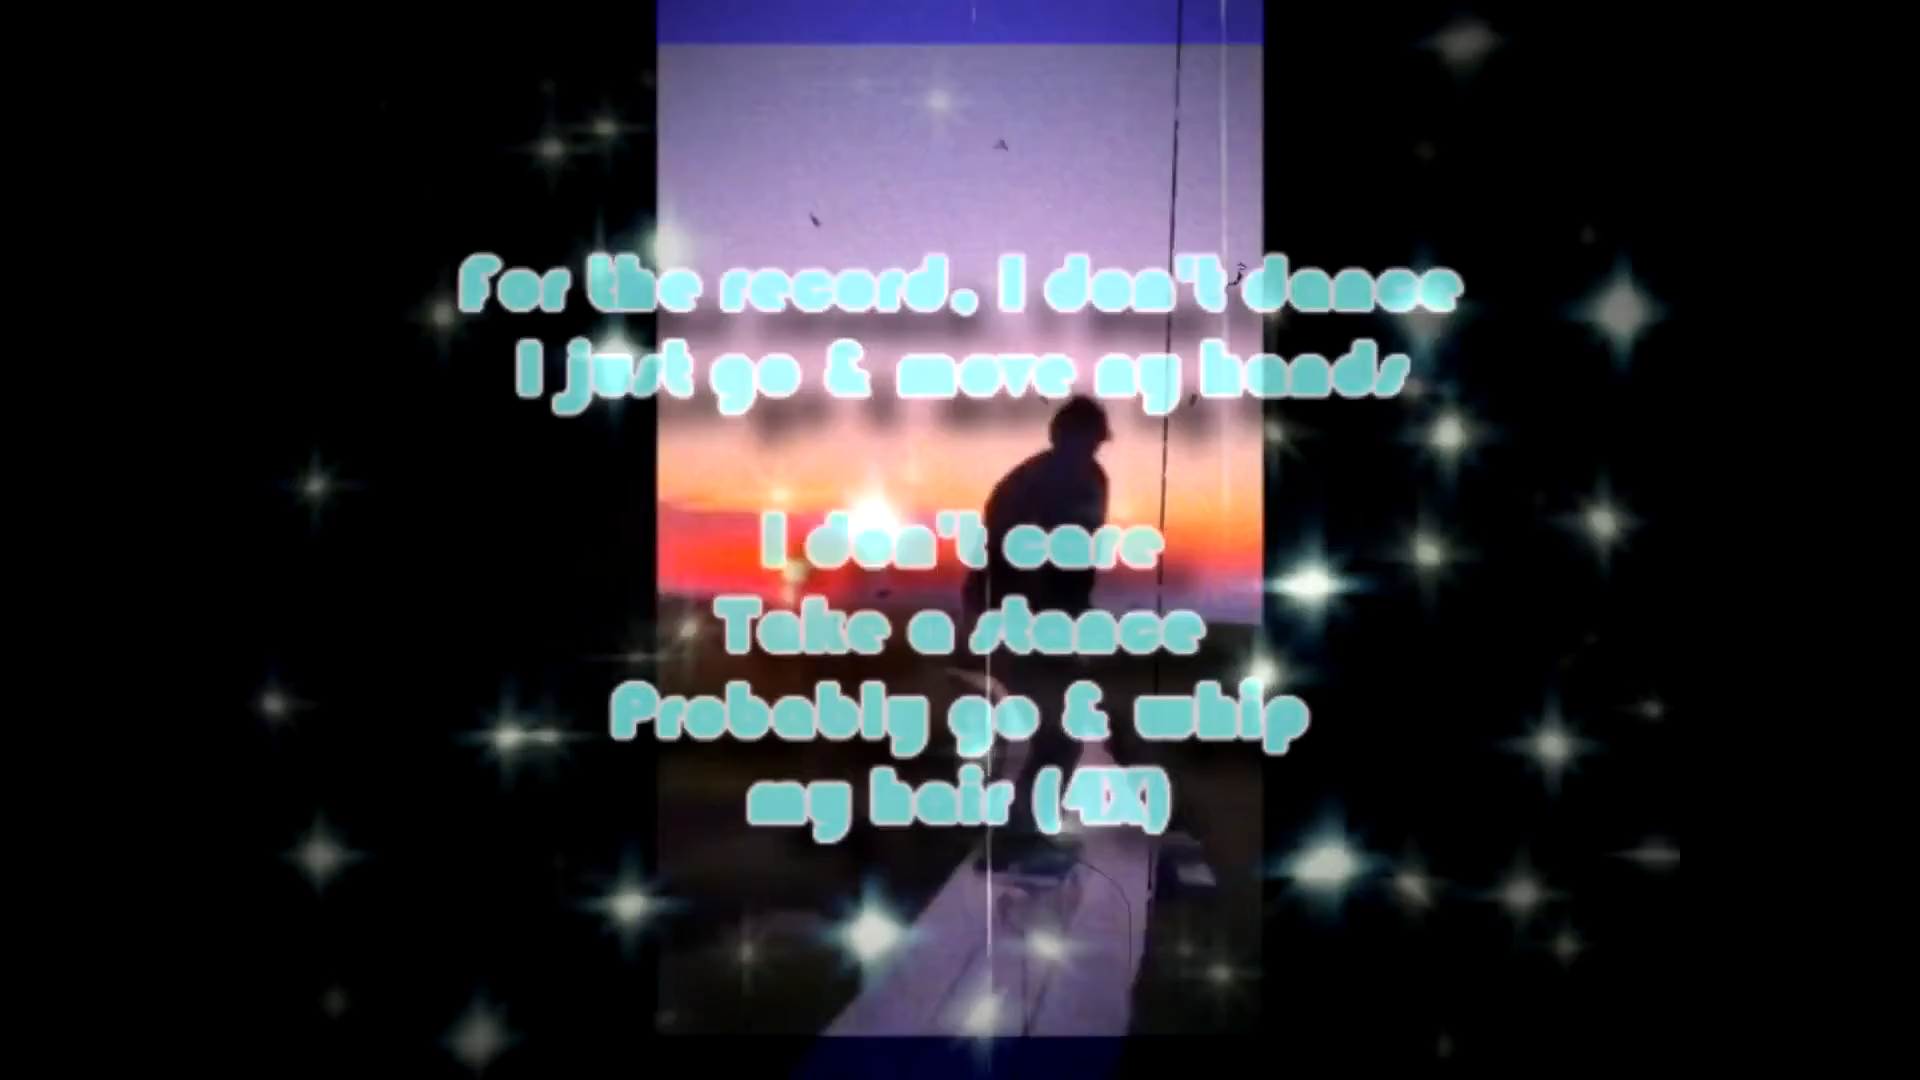 For the record, I don't dance
I just go & move ny hands
I don't care
Take a stance
Probably go & whip
my hair (4X)